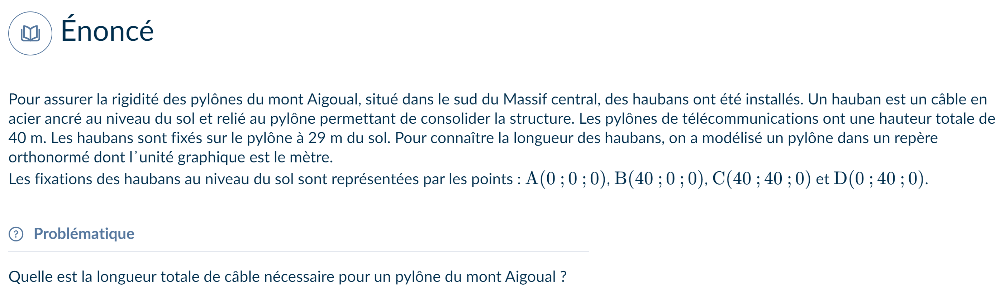 Énoncé
Pour assurer la rigidité des pylônes du mont Aigoual, situé dans le sud du Massif central, des haubans ont été installés. Un hauban est un câble en
acier ancré au niveau du sol et relié au pylône permettant de consolider la structure. Les pylônes de télécommunications ont une hauteur totale de
40 m. Les haubans sont fixés sur le pylône à 29 m du sol. Pour connaître la longueur des haubans, on a modélisé un pylône dans un repère
orthonormé dont l'unité graphique est le mètre.
Les fixations des haubans au niveau du sol sont représentées par les points : A(0 ; 0 ; 0), B(40 ; 0 ; 0), C(40 ; 40 ; 0) et D(0 ; 40 ; 0).
? Problématique
Quelle est la longueur totale de câble nécessaire pour un pylône du mont Aigoual ?